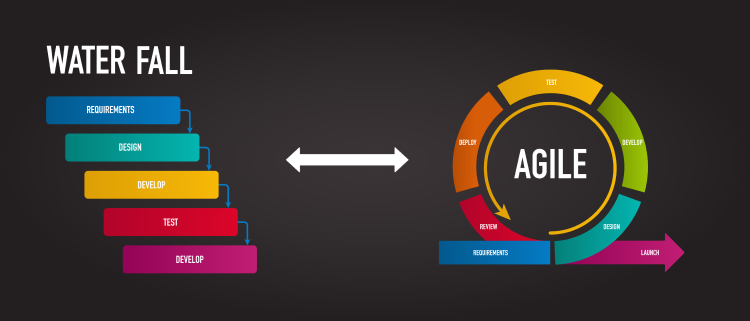 WATER FALL
REQUIREMENTS
DESIGN
DEVELOP
TEST
DEVELOP
TEST
DEPLOY
DEVELOP
AGILE
REVIEW
DESIGN
REQUIREMENTS
LAUNCH